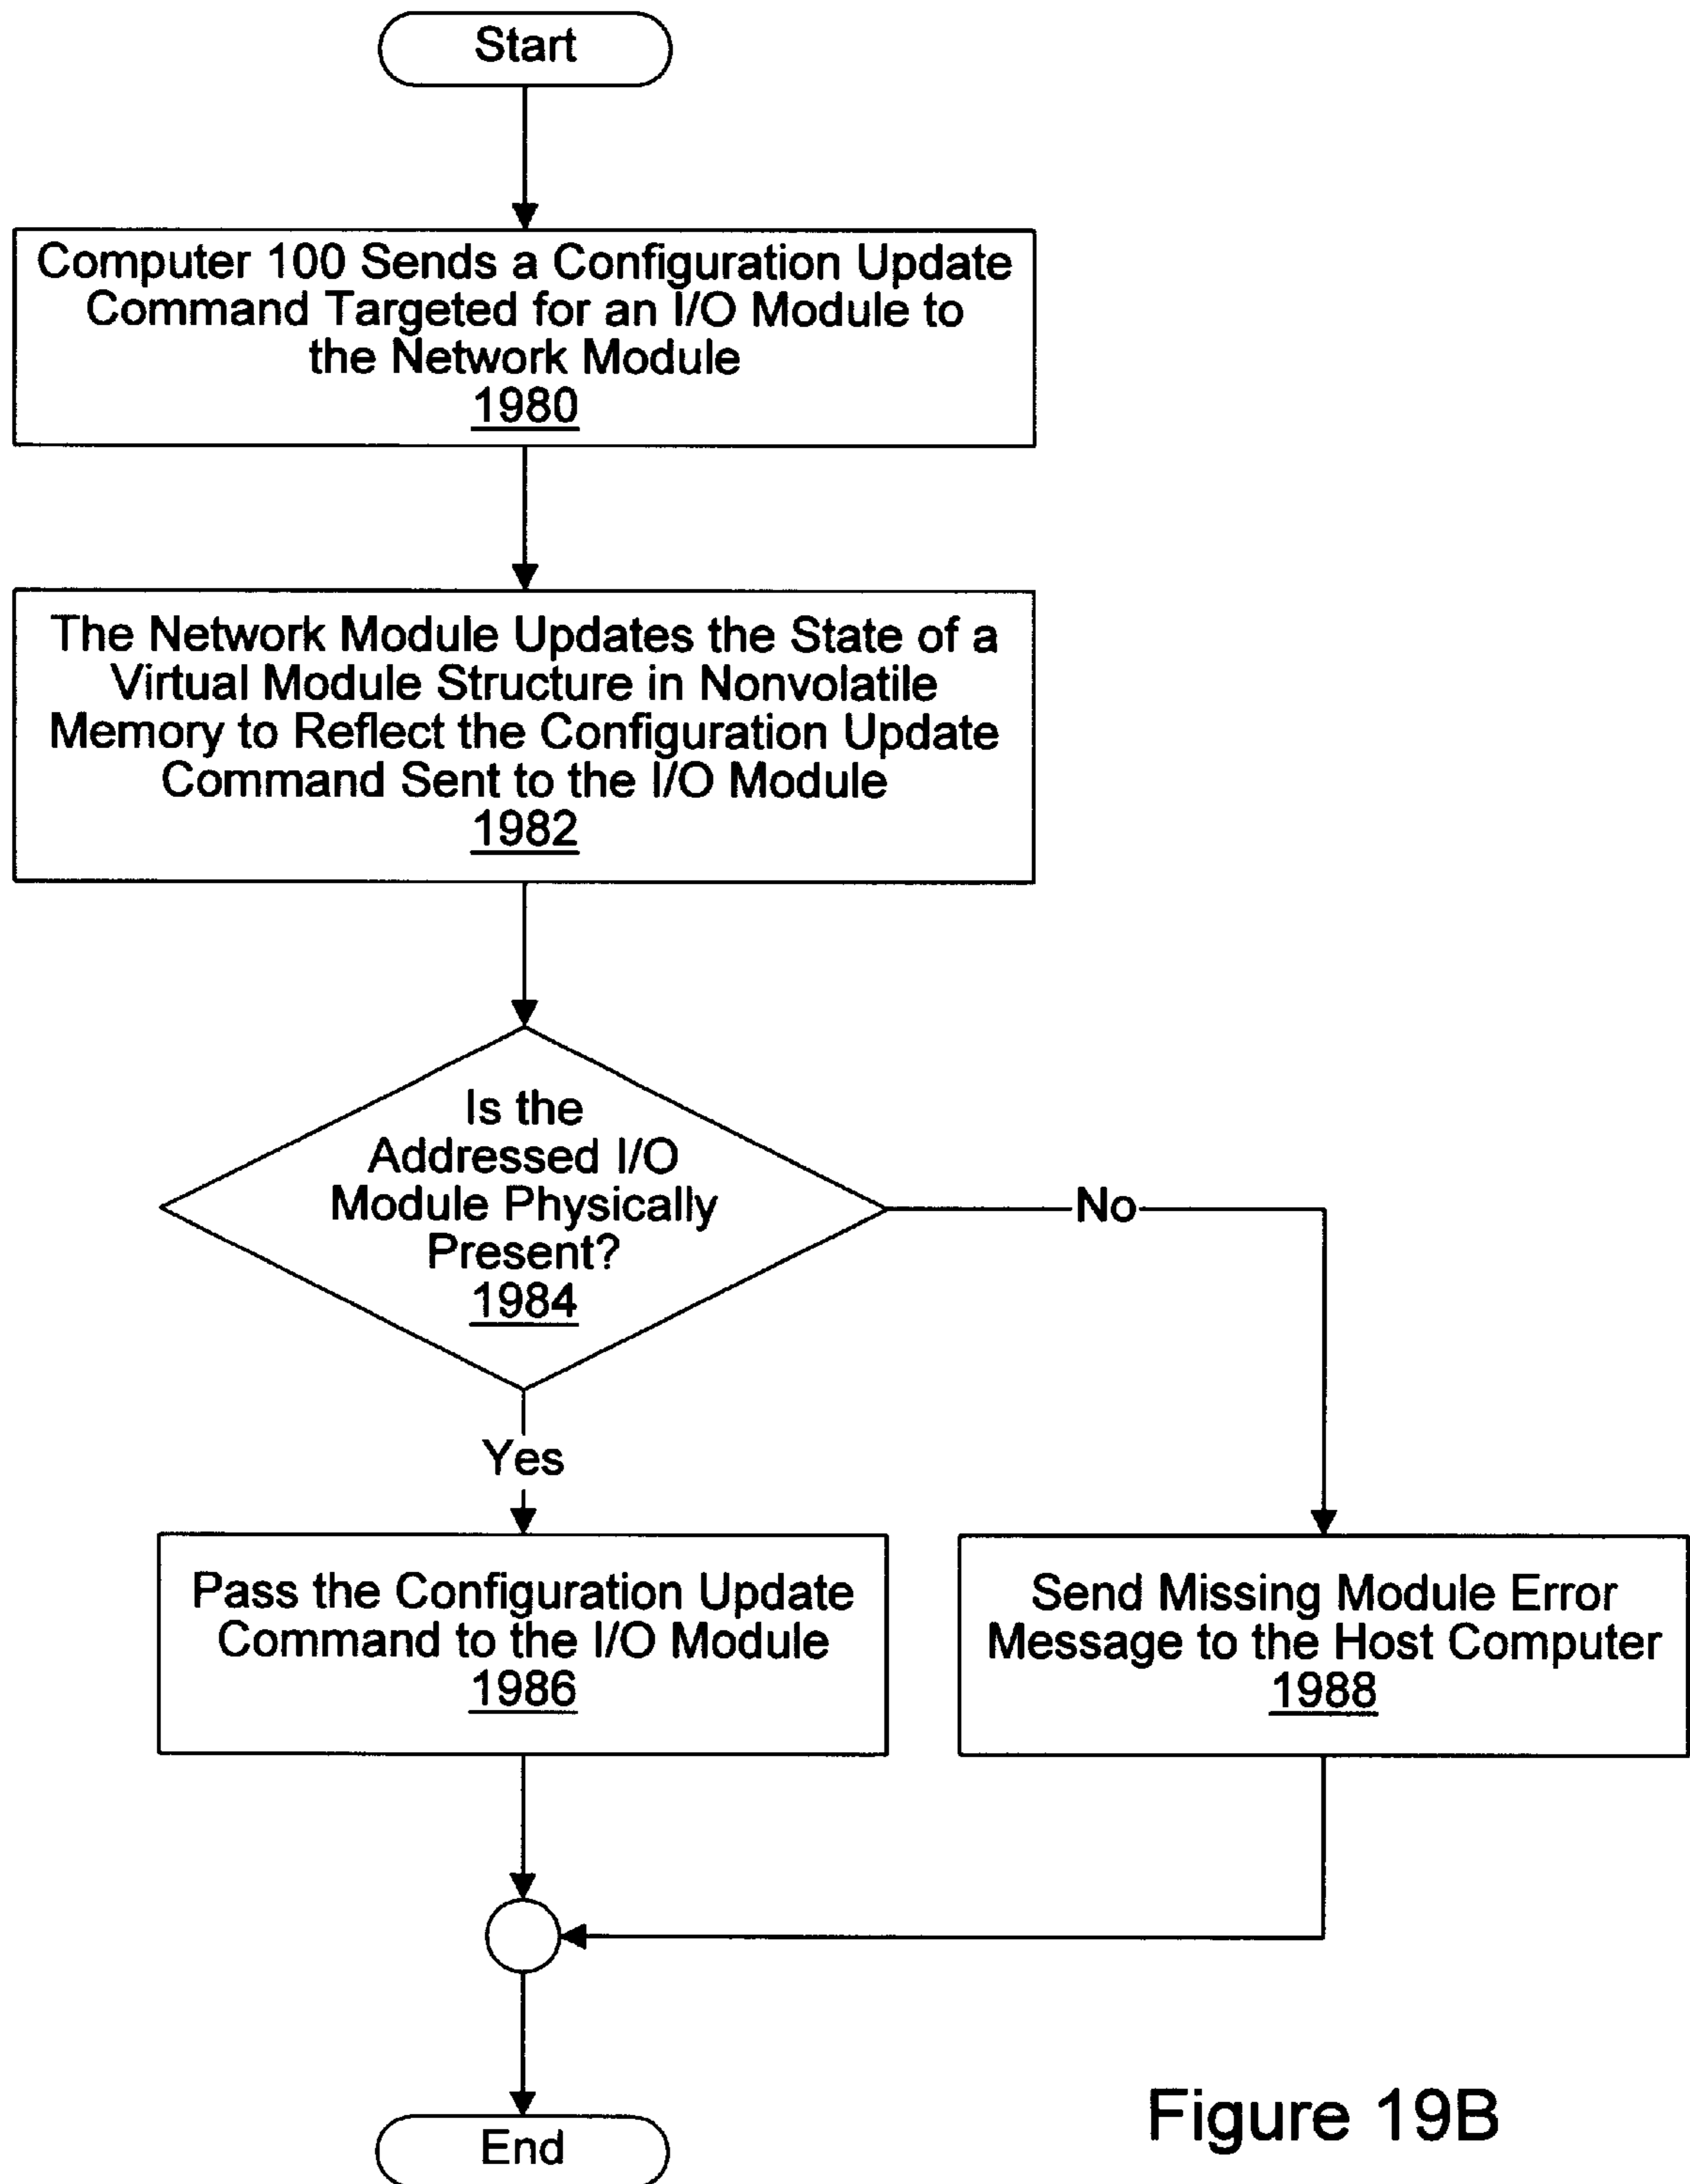 Start
Computer 100 Sends a Configuration Update
Command Targeted for an I/O Module to
the Network Module
1980
The Network Module Updates the State of a
Virtual Module Structure in Nonvolatile
Memory to Reflect the Configuration Update
Command Sent to the I/O Module
1982
Is the
Addressed I/O
Module Physically
Present?
1984
No
Yes
Pass the Configuration Update
Command to the I/O Module
1986
Send Missing Module Error
Message to the Host Computer
1988
End
Figure 19B